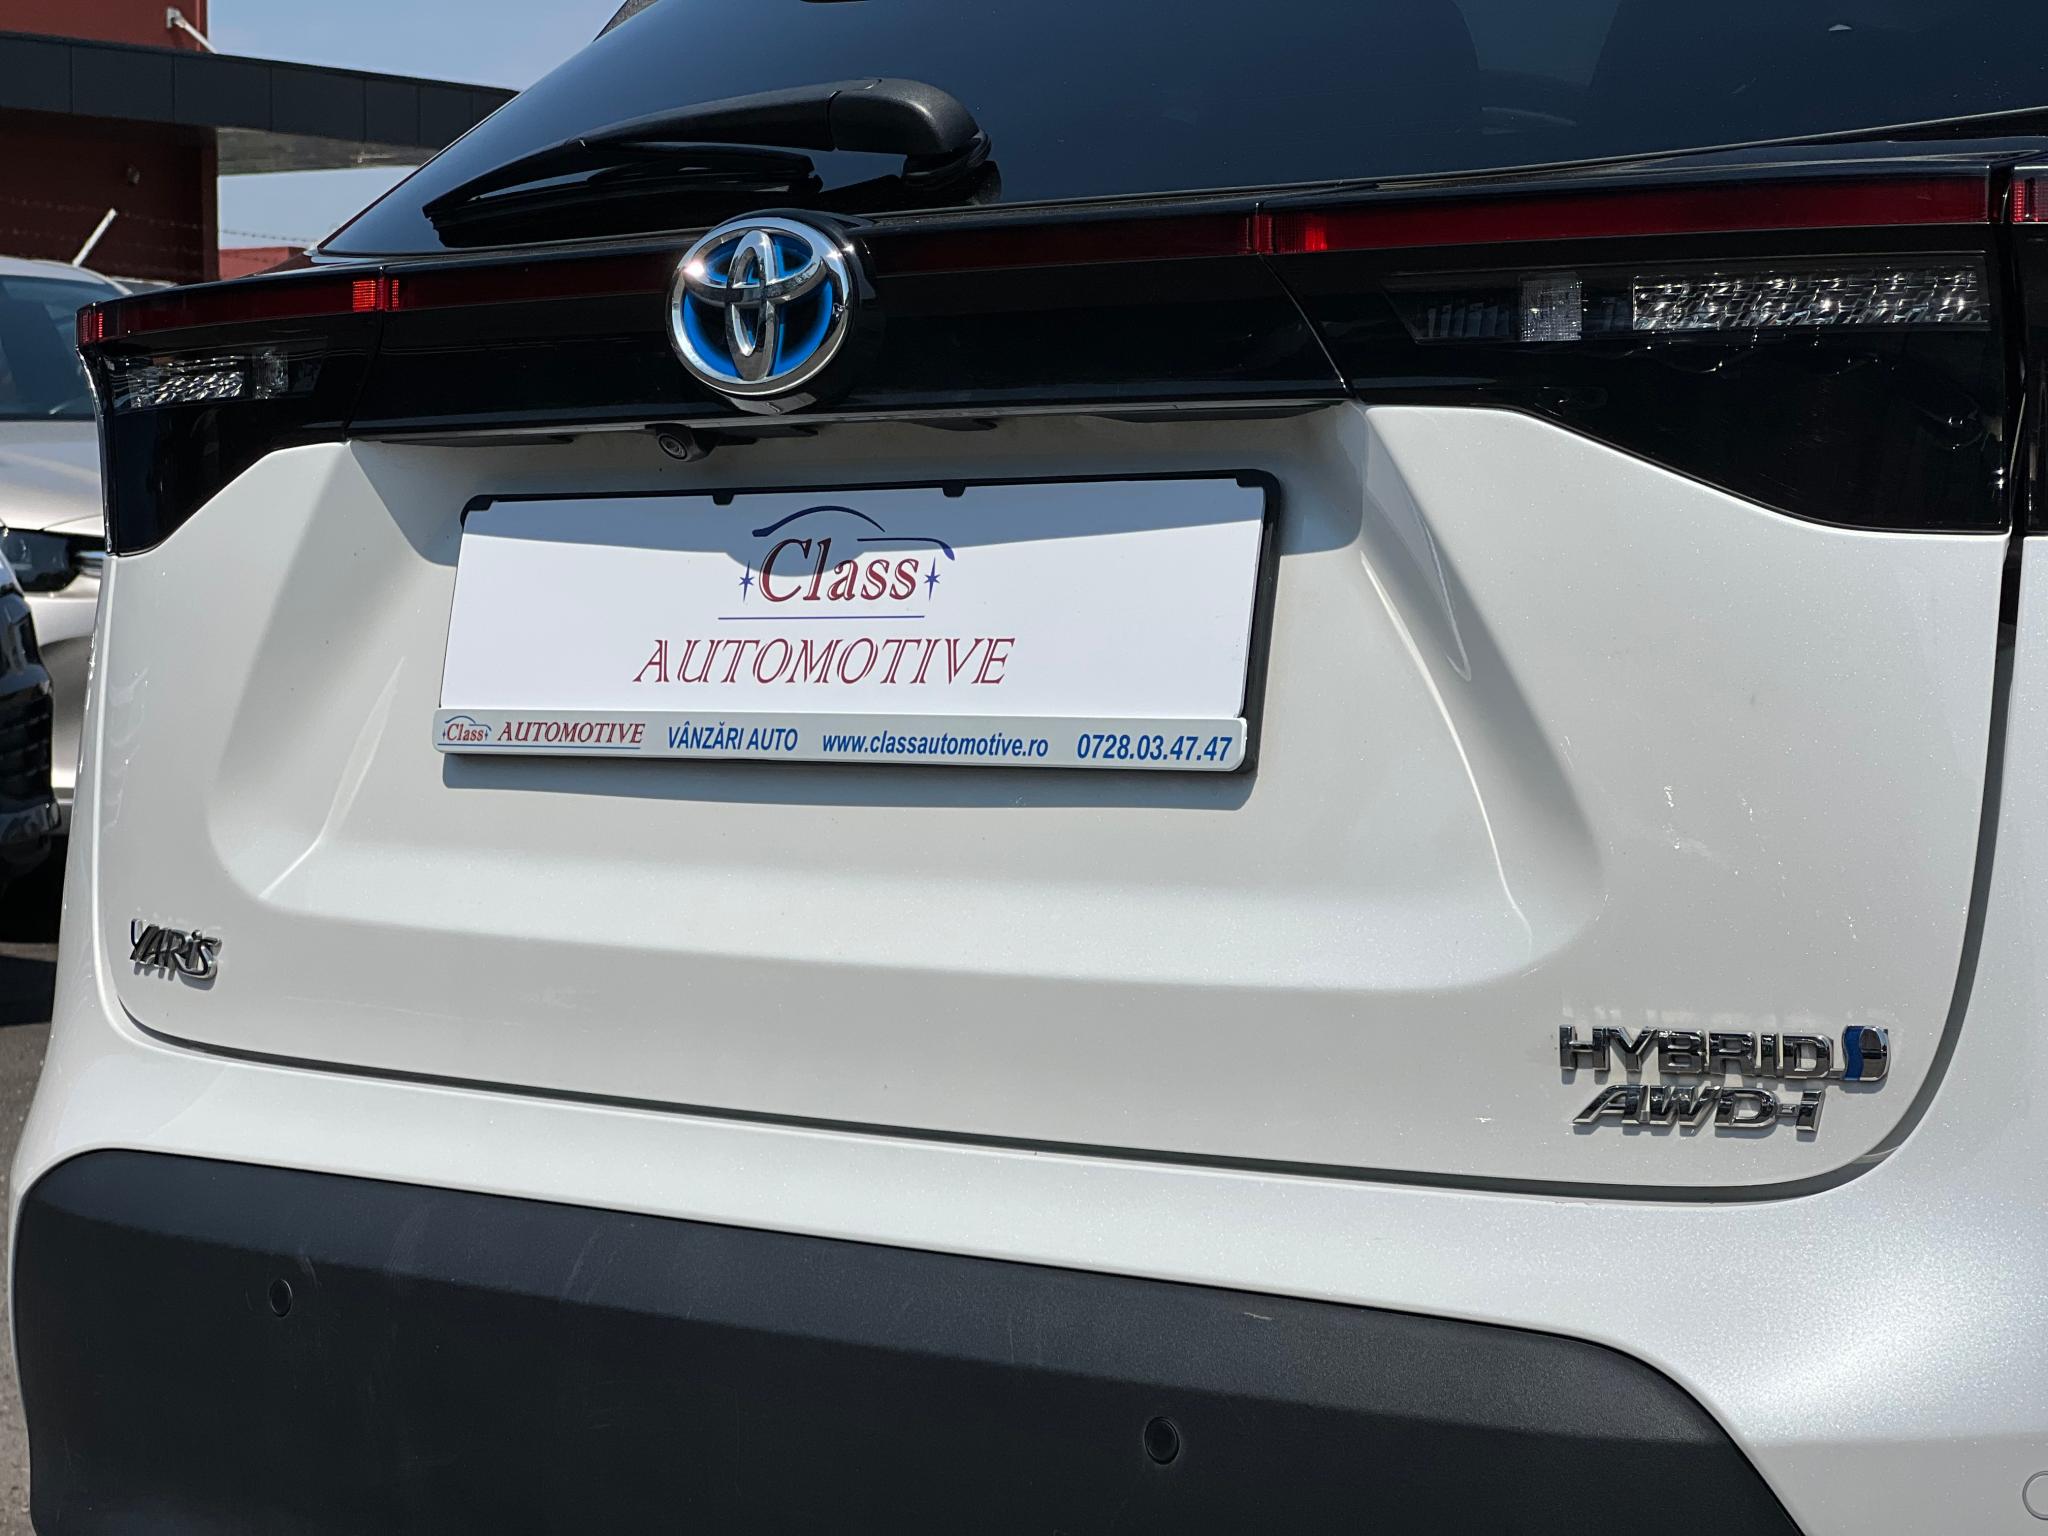 Class
AUTOMOTIVE
Class AUTOMOTIVE VÂNZĂRI AUTO www.classautomotive.ro 0728.03.47.47
YARiS
HYBRID
AWD-i